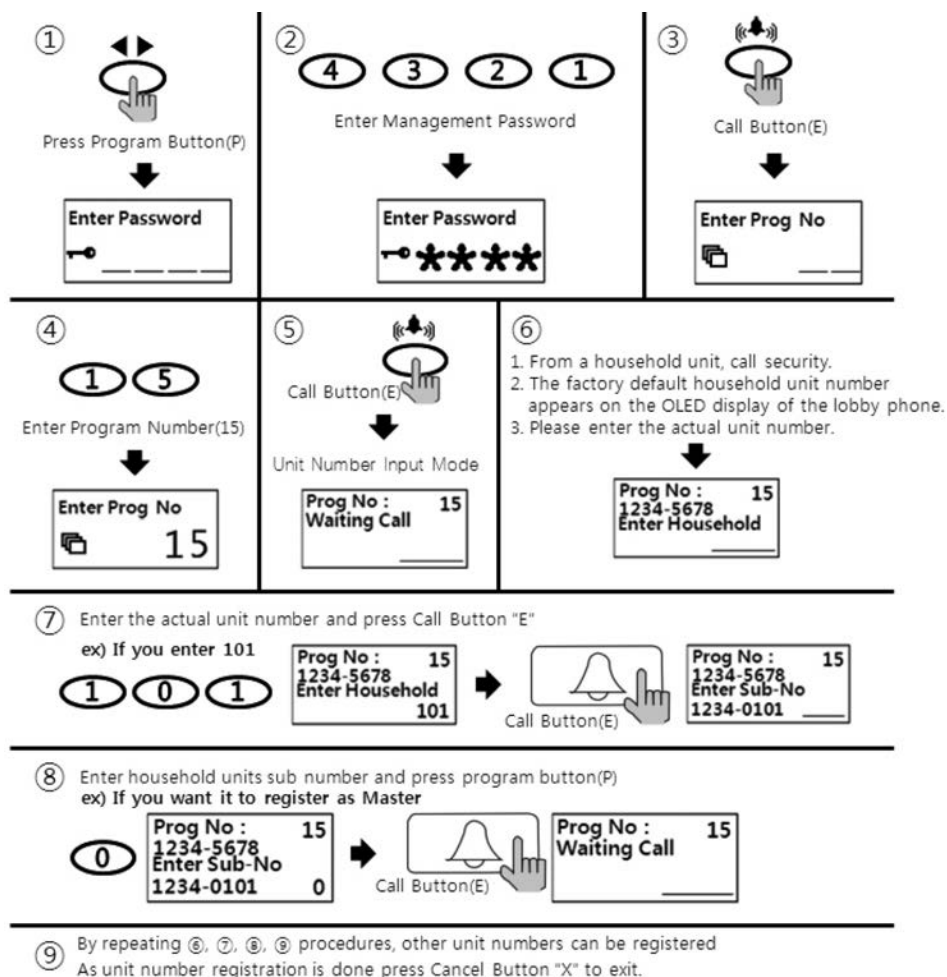 ①
Press Program Button(P)
Enter Password
②
4 3 2 1
Enter Management Password
Enter Password
③
Call Button(E)
Enter Prog No
④
1 5
Enter Program Number(15)
Enter Prog No
15
⑤
Call Button(E)
Unit Number Input Mode
Prog No : 15
Waiting Call
⑥
1. From a household unit, call security.
2. The factory default household unit number
appears on the OLED display of the lobby phone.
3. Please enter the actual unit number.
Prog No : 15
1234-5678
Enter Household
⑦ Enter the actual unit number and press Call Button "E"
ex) If you enter 101
1 0 1
Prog No : 15
1234-5678
Enter Household
101
Call Button(E)
Prog No : 15
1234-5678
Enter Sub-No
1234-0101
⑧ Enter household units sub number and press program button(P)
ex) If you want it to register as Master
0
Prog No : 15
1234-5678
Enter Sub-No
1234-0101 0
Call Button(E)
Prog No : 15
Waiting Call
⑨ By repeating ⑥, ⑦, ⑧, ⑨ procedures, other unit numbers can be registered
As unit number registration is done press Cancel Button "X" to exit.